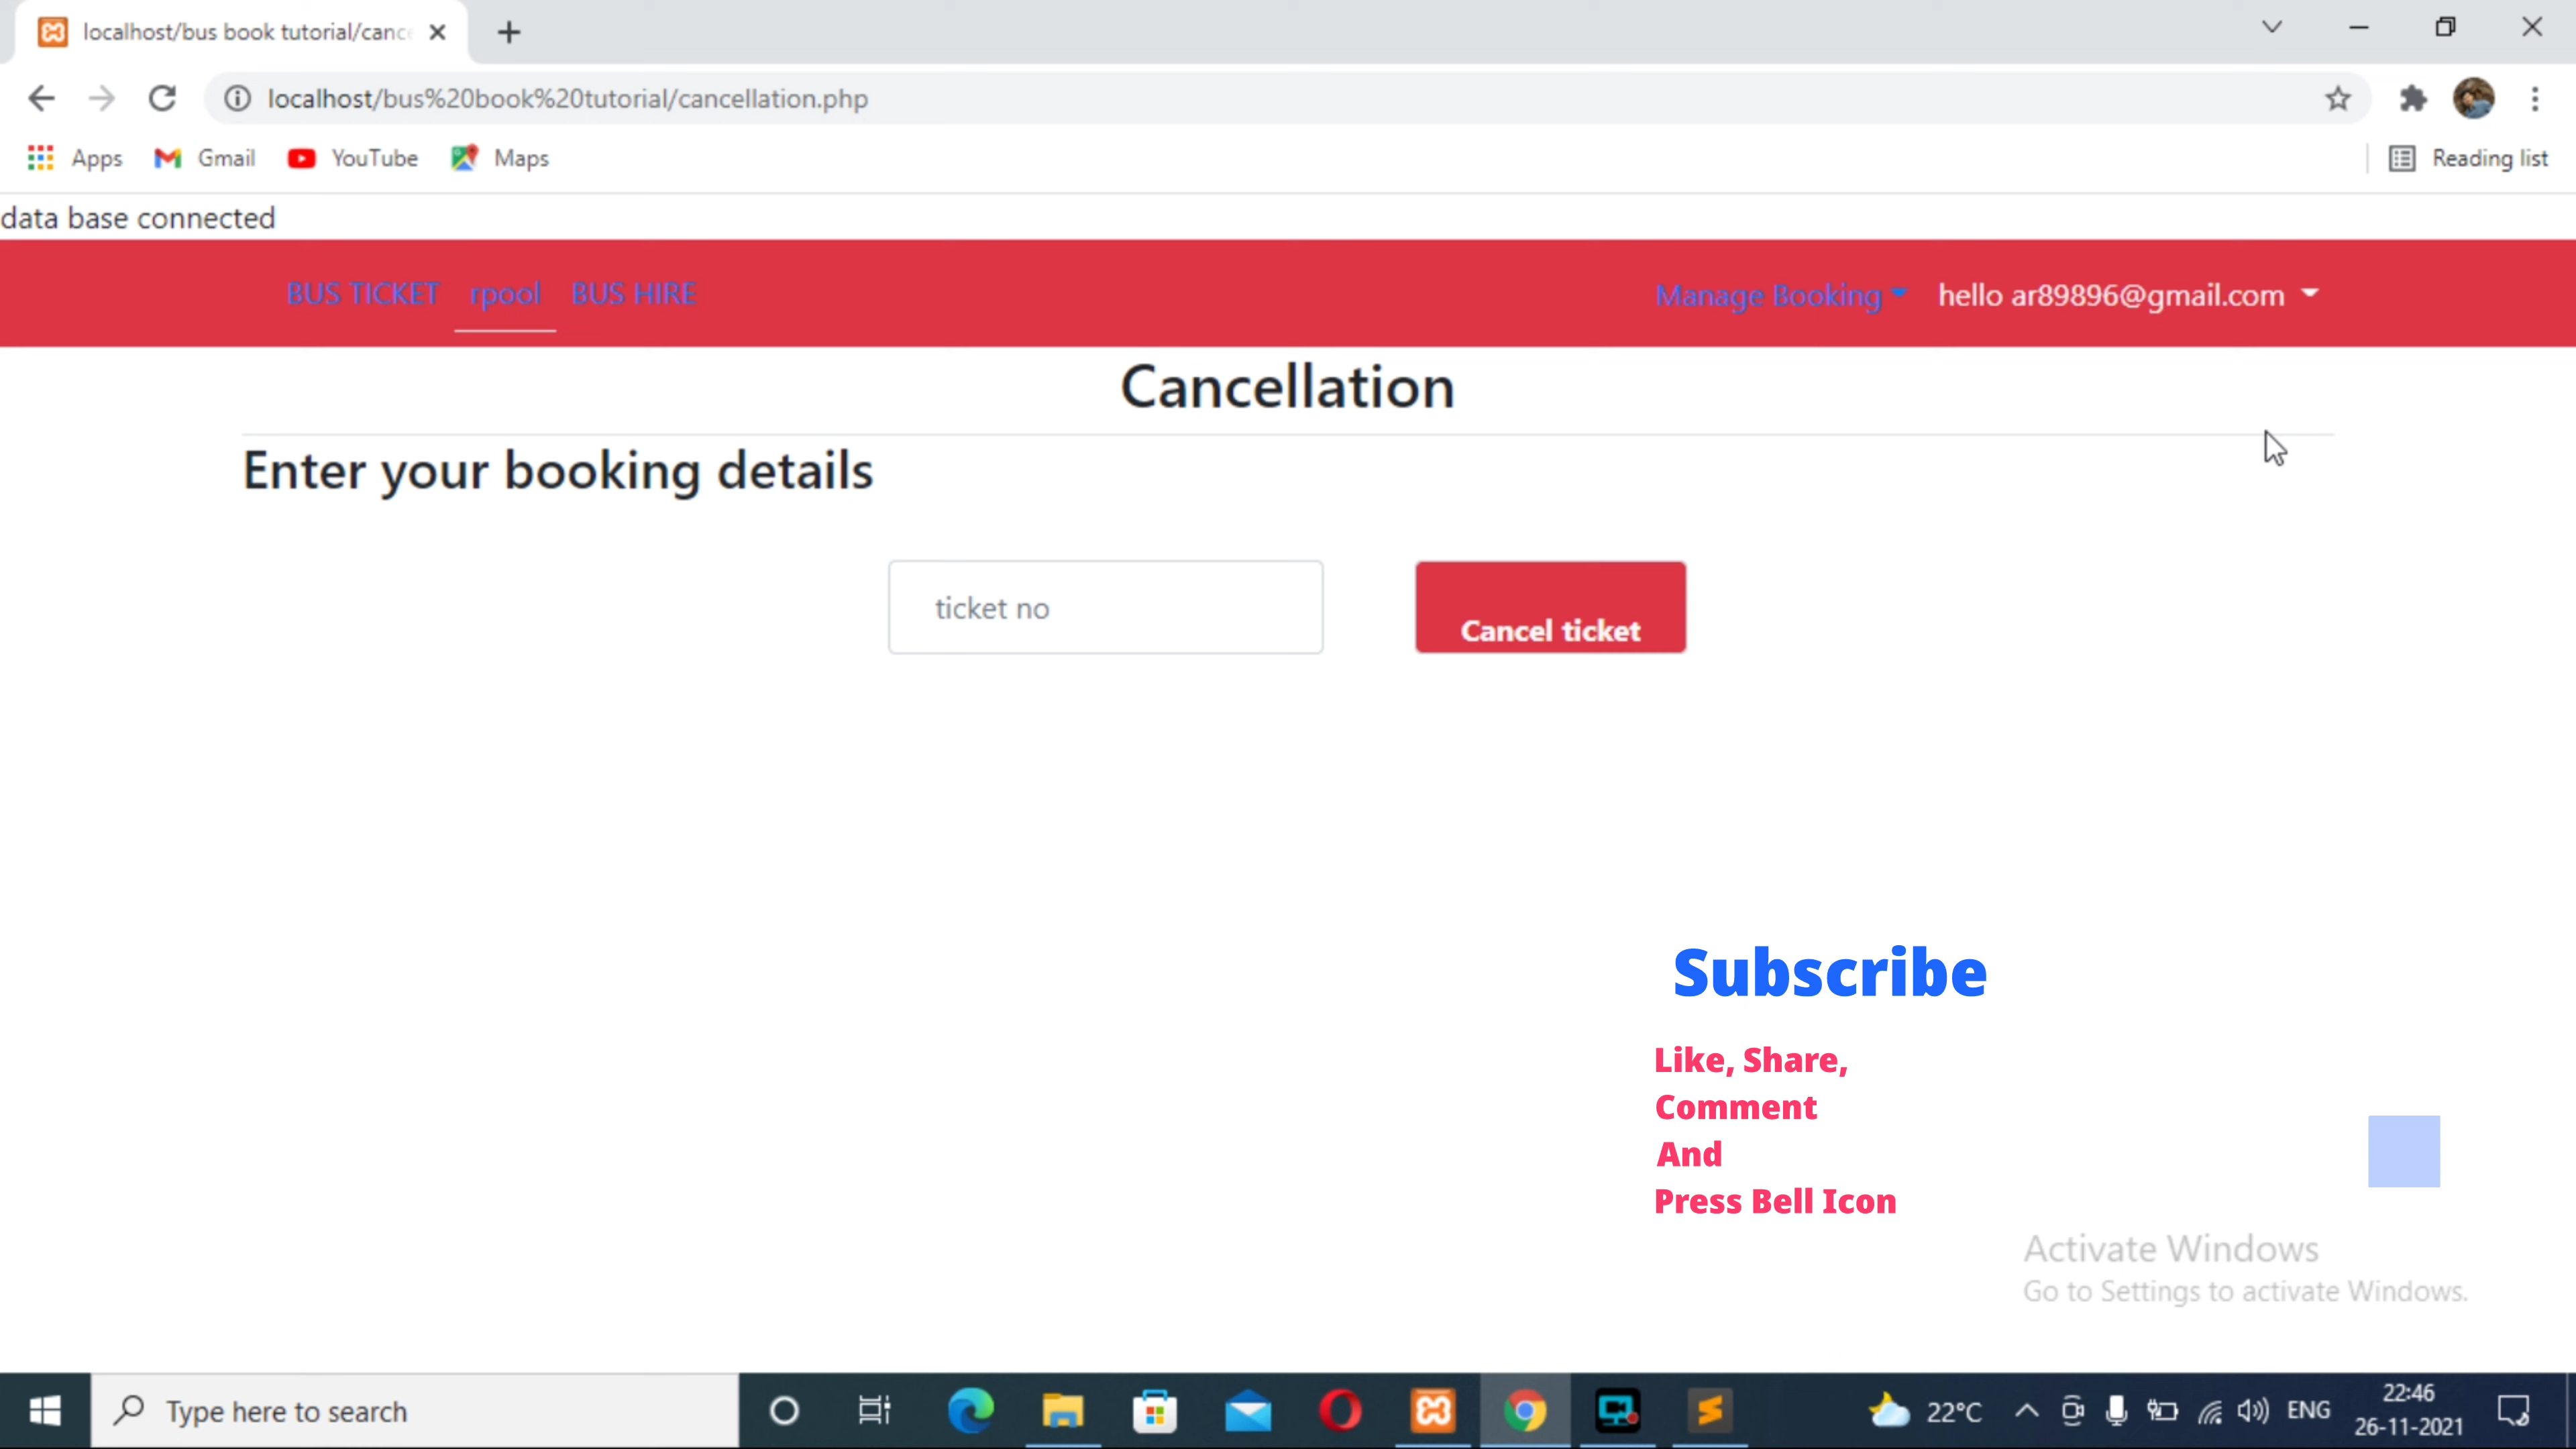 localhost/bus book tutorial/canc
localhost/bus%20book%20tutorial/cancellation.php
Apps Gmail YouTube Maps Reading list
data base connected
BUS TICKET rpool BUS HIRE Manage Booking hello ar89896@gmail.com
Cancellation
Enter your booking details
ticket no Cancel ticket
Subscribe
Like, Share,
Comment
And
Press Bell Icon
Activate Windows
Go to Settings to activate Windows.
Type here to search 22°C ENG 22:46
26-11-2021